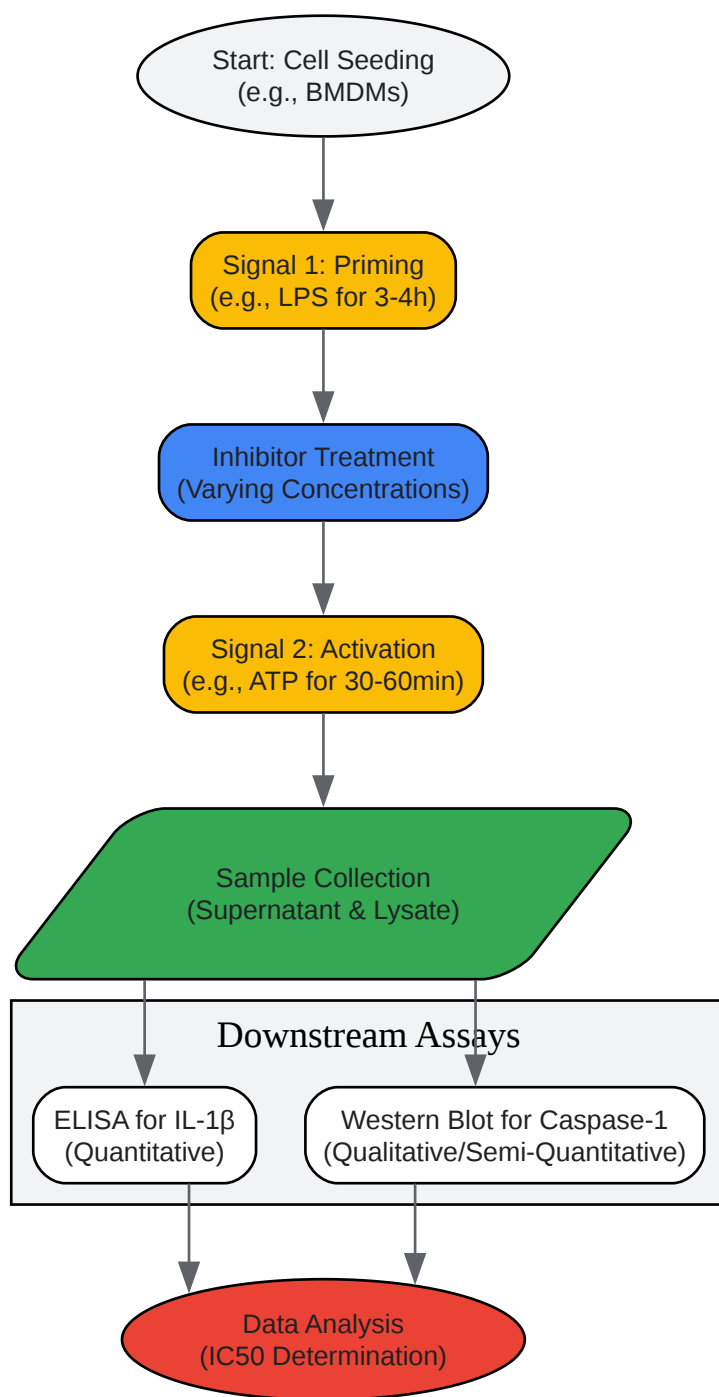 Start: Cell Seeding
(e.g., BMDMs)
Signal 1: Priming
(e.g., LPS for 3-4h)
Inhibitor Treatment
(Varying Concentrations)
Signal 2: Activation
(e.g., ATP for 30-60min)
Sample Collection
(Supernatant & Lysate)
Downstream Assays
ELISA for IL-1β
(Quantitative)
Western Blot for Caspase-1
(Qualitative/Semi-Quantitative)
Data Analysis
(IC50 Determination)